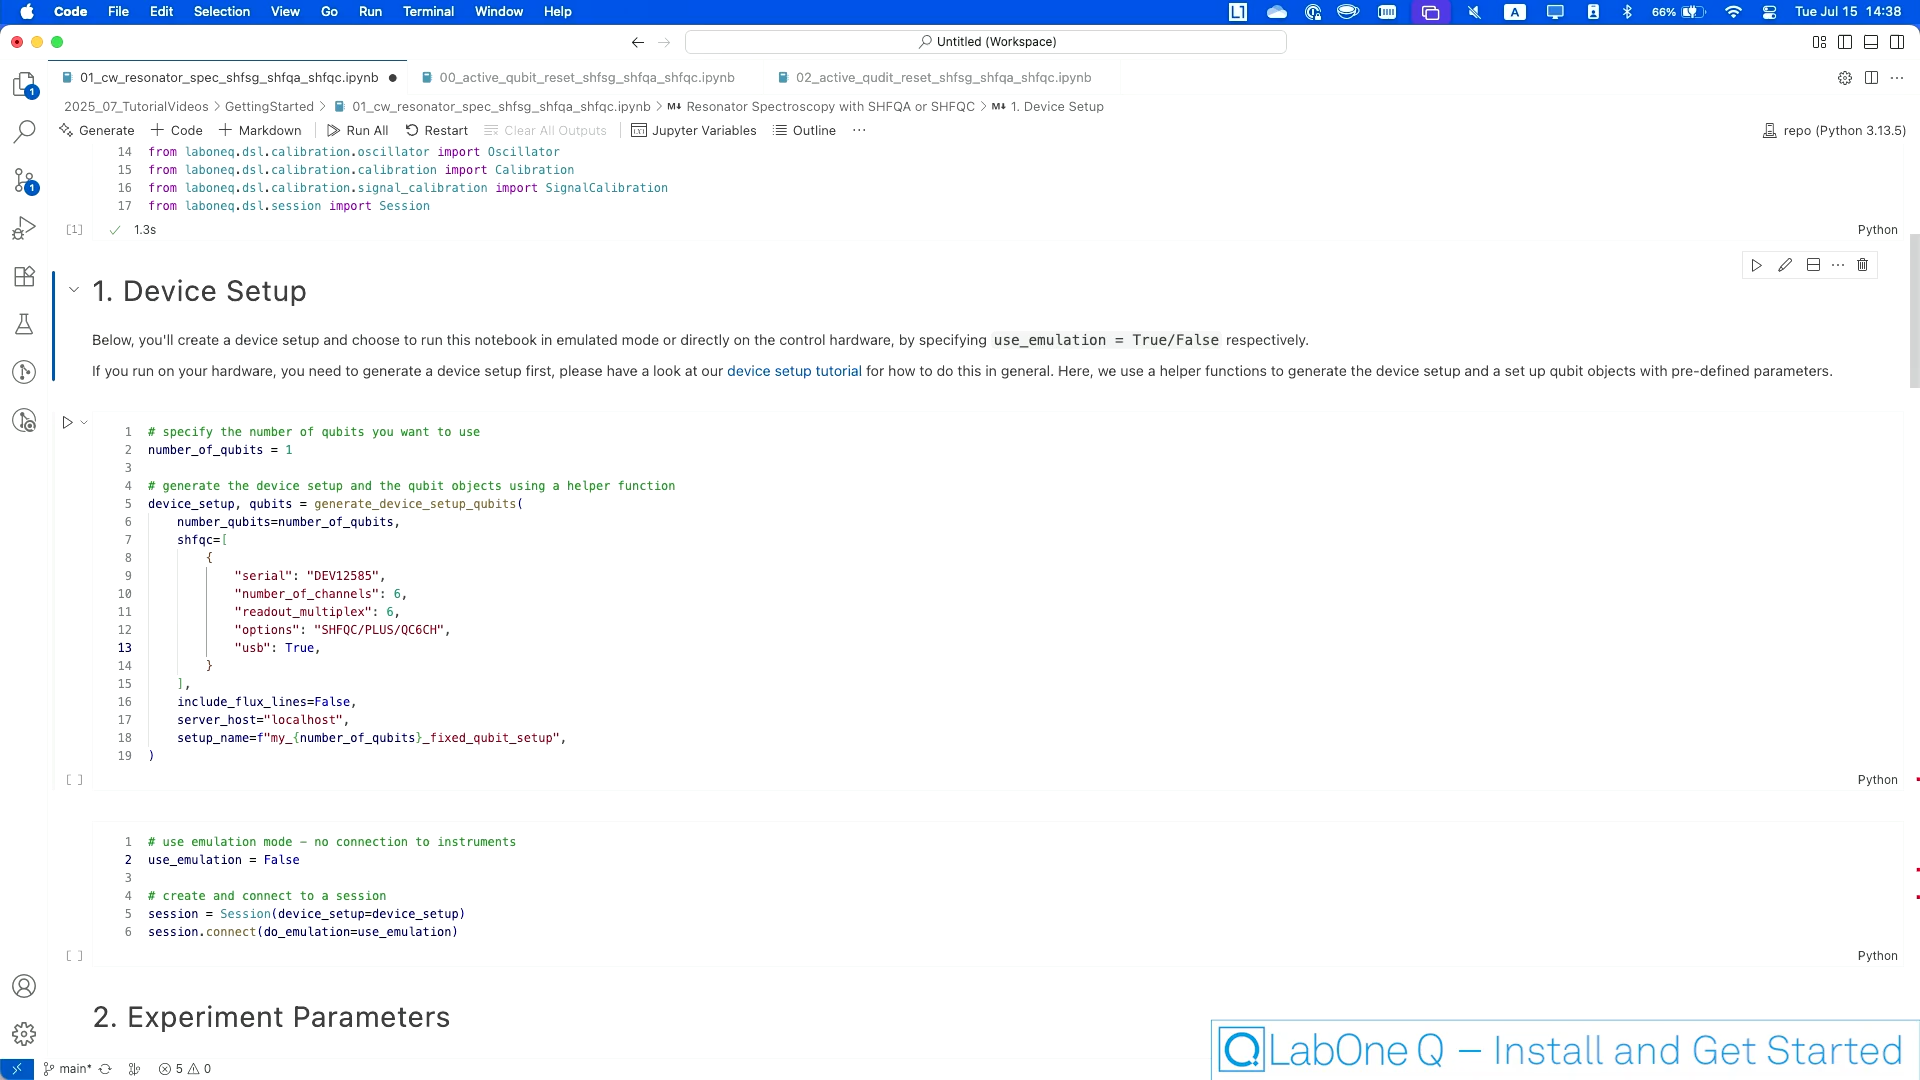 Code File Edit Selection View Go Run Terminal Window Help A 66% Tue Jul 15 14:38
Untitled (Workspace)
01_cw_resonator_spec_shfsg_shfqa_shfqc.ipynb 00_active_qubit_reset_shfsg_shfqa_shfqc.ipynb 02_active_qudit_reset_shfsg_shfqa_shfqc.ipynb
2025_07_TutorialVideos > GettingStarted > 01_cw_resonator_spec_shfsg_shfqa_shfqc.ipynb > M↓ Resonator Spectroscopy with SHFQA or SHFQC > M↓ 1. Device Setup
Generate + Code + Markdown Run All Restart Clear All Outputs Jupyter Variables Outline ··· repo (Python 3.13.5)
14 from laboneq.dsl.calibration.oscillator import Oscillator
15 from laboneq.dsl.calibration.calibration import Calibration
16 from laboneq.dsl.calibration.signal_calibration import SignalCalibration
17 from laboneq.dsl.session import Session
[1] ✓ 1.3s Python
1. Device Setup
Below, you'll create a device setup and choose to run this notebook in emulated mode or directly on the control hardware, by specifying use_emulation = True/False respectively.
If you run on your hardware, you need to generate a device setup first, please have a look at our device setup tutorial for how to do this in general. Here, we use a helper functions to generate the device setup and a set up qubit objects with pre-defined parameters.
1 # specify the number of qubits you want to use
2 number_of_qubits = 1
3
4 # generate the device setup and the qubit objects using a helper function
5 device_setup, qubits = generate_device_setup_qubits(
6 number_qubits=number_of_qubits,
7 shfqc=[
8 {
9 "serial": "DEV12585",
10 "number_of_channels": 6,
11 "readout_multiplex": 6,
12 "options": "SHFQC/PLUS/QC6CH",
13 "usb": True,
14 }
15 ],
16 include_flux_lines=False,
17 server_host="localhost",
18 setup_name=f"my_{number_of_qubits}_fixed_qubit_setup",
19 )
[ ] Python
1 # use emulation mode – no connection to instruments
2 use_emulation = False
3
4 # create and connect to a session
5 session = Session(device_setup=device_setup)
6 session.connect(do_emulation=use_emulation)
[ ] Python
2. Experiment Parameters
LabOne Q – Install and Get Started
main* 5 0
1
1